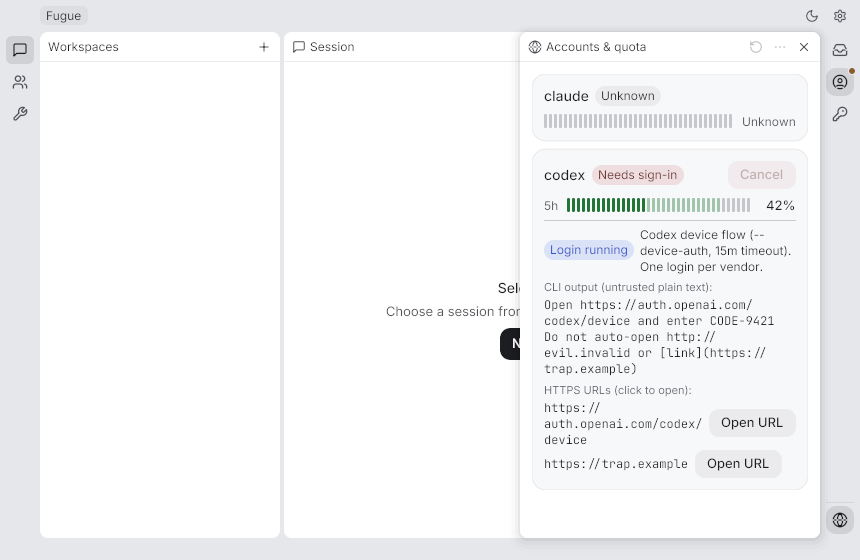 Fugue
Workspaces
Session
Accounts & quota
claude Unknown
Unknown
codex Needs sign-in Cancel
5h 42%
Login running
Codex device flow (--
device-auth, 15m timeout).
One login per vendor.
CLI output (untrusted plain text):
Open https://auth.openai.com/
codex/device and enter CODE-9421
Do not auto-open http://
evil.invalid or [link](https://
trap.example)
HTTPS URLs (click to open):
https://
auth.openai.com/codex/
device
Open URL
https://trap.example Open URL
Choose a session